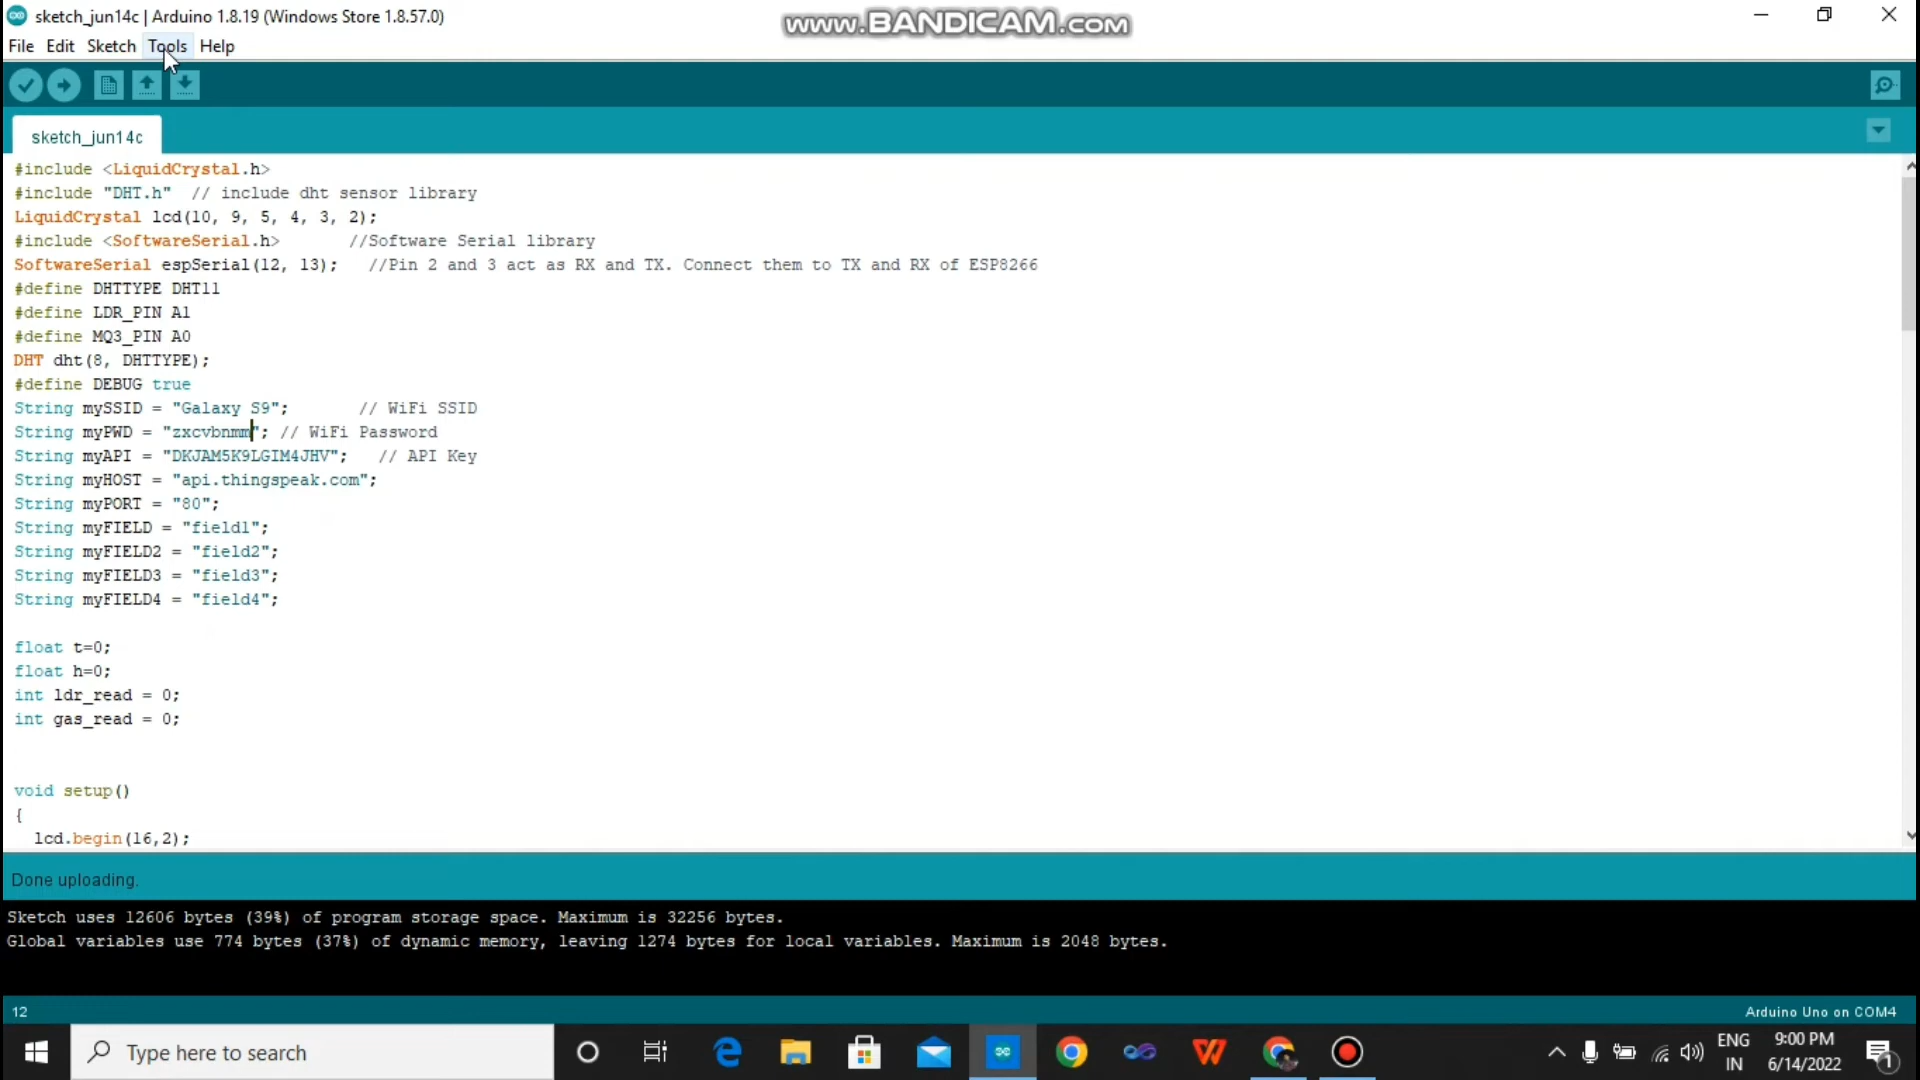 sketch_jun14c | Arduino 1.8.19 (Windows Store 1.8.57.0)
www.BANDICAM.com
File Edit Sketch Tools Help
sketch_jun14c
#include <LiquidCrystal.h>
#include "DHT.h"  // include dht sensor library
LiquidCrystal lcd(10, 9, 5, 4, 3, 2);
#include <SoftwareSerial.h>       //Software Serial library
SoftwareSerial espSerial(12, 13);   //Pin 2 and 3 act as RX and TX. Connect them to TX and RX of ESP8266
#define DHTTYPE DHT11
#define LDR_PIN A1
#define MQ3_PIN A0
DHT dht(8, DHTTYPE);
#define DEBUG true
String mySSID = "Galaxy S9";       // WiFi SSID
String myPWD = "zxcvbnmm"; // WiFi Password
String myAPI = "DKJAM5K9LGIM4JHV";   // API Key
String myHOST = "api.thingspeak.com";
String myPORT = "80";
String myFIELD = "field1";
String myFIELD2 = "field2";
String myFIELD3 = "field3";
String myFIELD4 = "field4";
float t=0;
float h=0;
int ldr_read = 0;
int gas_read = 0;
void setup()
{
  lcd.begin(16,2);
Done uploading.
Sketch uses 12606 bytes (39%) of program storage space. Maximum is 32256 bytes.
Global variables use 774 bytes (37%) of dynamic memory, leaving 1274 bytes for local variables. Maximum is 2048 bytes.
12
Arduino Uno on COM4
Type here to search
ENG
IN
9:00 PM
6/14/2022
1